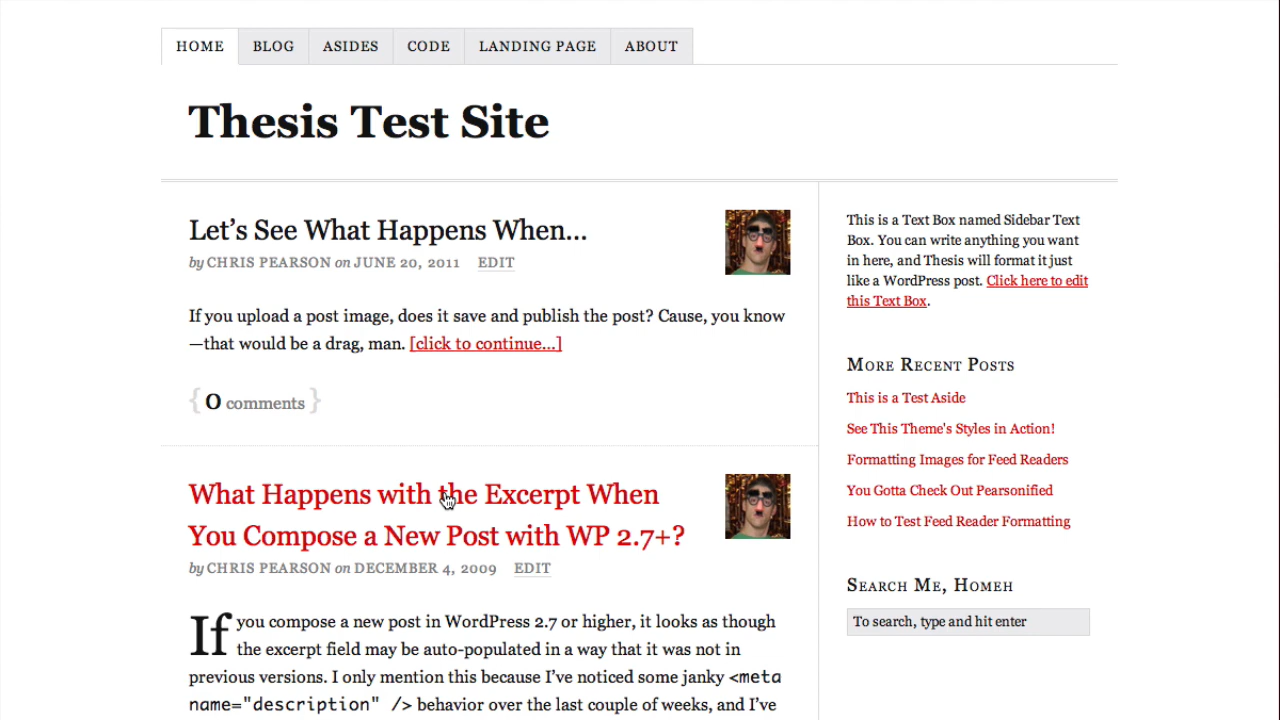 HOME BLOG ASIDES CODE LANDING PAGE ABOUT
Thesis Test Site
Let’s See What Happens When…
by CHRIS PEARSON on JUNE 20, 2011 EDIT
If you upload a post image, does it save and publish the post? Cause, you know
—that would be a drag, man. [click to continue…]
{ 0 comments }
What Happens with the Excerpt When
You Compose a New Post with WP 2.7+?
by CHRIS PEARSON on DECEMBER 4, 2009 EDIT
If you compose a new post in WordPress 2.7 or higher, it looks as though
the excerpt field may be auto-populated in a way that it was not in
previous versions. I only mention this because I’ve noticed some janky <meta
name="description" /> behavior over the last couple of weeks, and I’ve
This is a Text Box named Sidebar Text
Box. You can write anything you want
in here, and Thesis will format it just
like a WordPress post. Click here to edit
this Text Box.
More Recent Posts
This is a Test Aside
See This Theme's Styles in Action!
Formatting Images for Feed Readers
You Gotta Check Out Pearsonified
How to Test Feed Reader Formatting
Search Me, Homeh
To search, type and hit enter